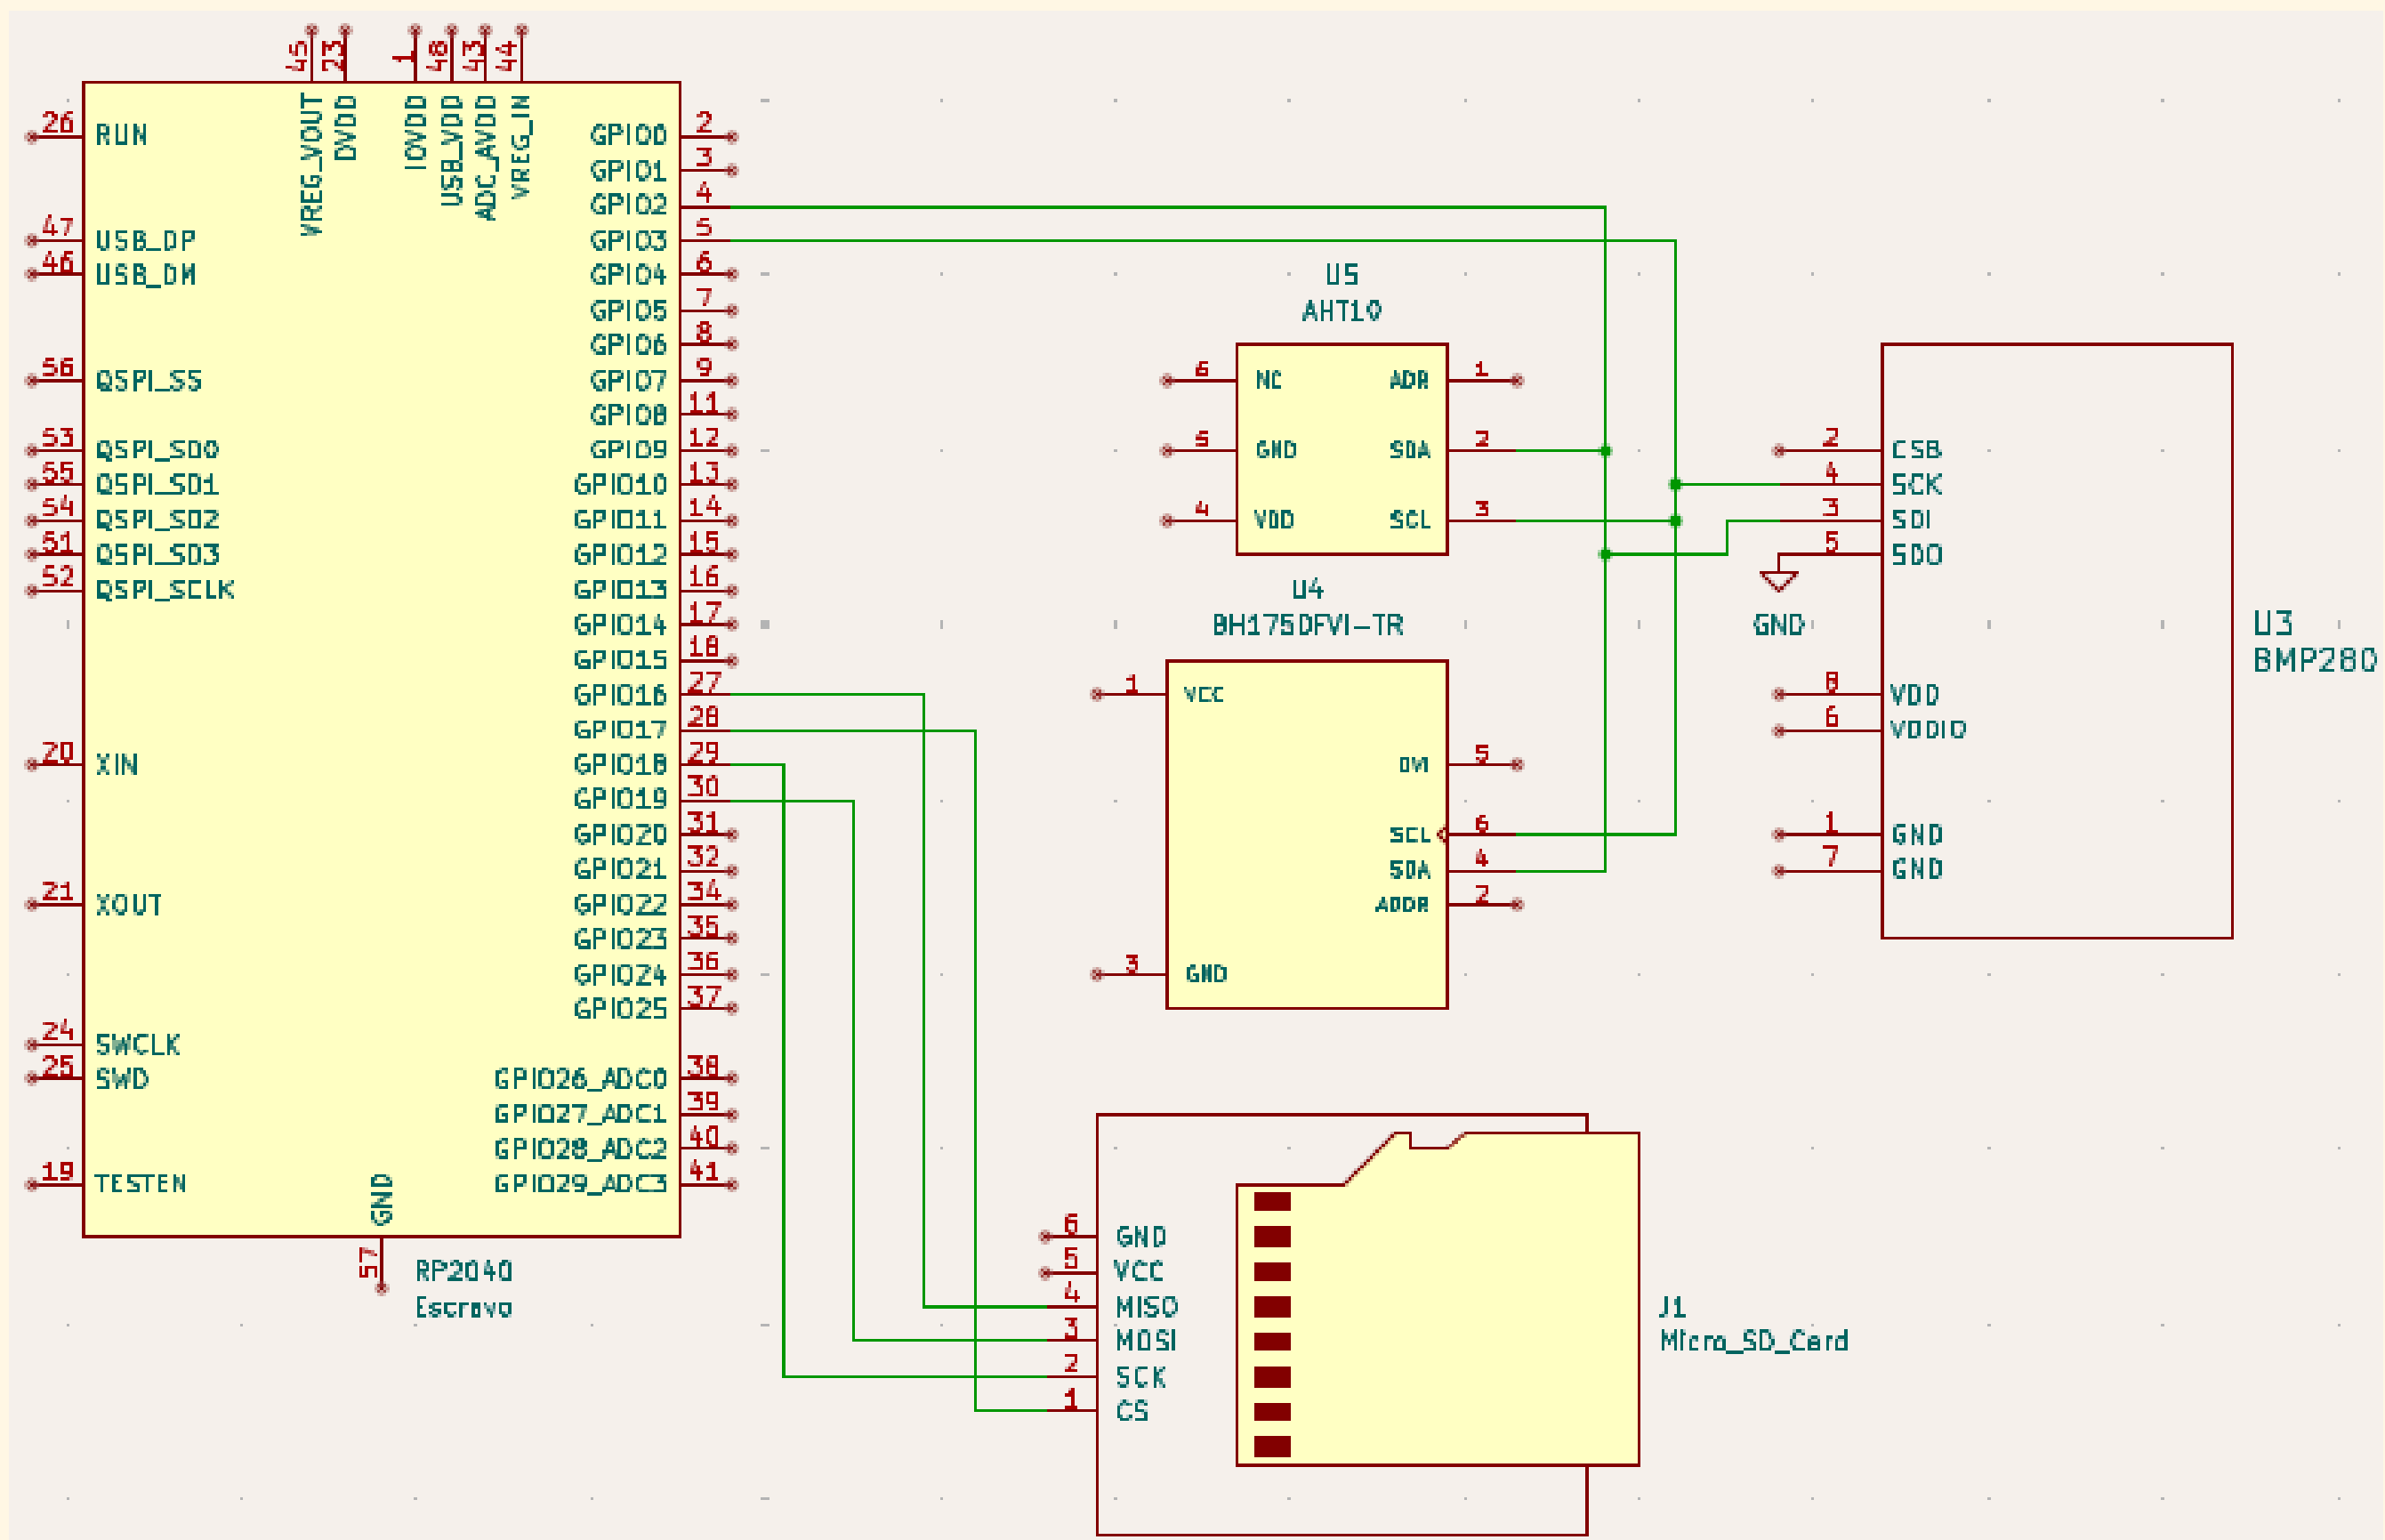 45 23 1 48 43 44
VREG_VOUT DVDD IOVDD USB_VDD ADC_AVDD VREG_IN
26 RUN
47 USB_DP
46 USB_DM
56 QSPI_SS
53 QSPI_SD0
55 QSPI_SD1
54 QSPI_SD2
51 QSPI_SD3
52 QSPI_SCLK
20 XIN
21 XOUT
24 SWCLK
25 SWD
19 TESTEN
GND 57
GPIO0 2
GPIO1 3
GPIO2 4
GPIO3 5
GPIO4 6
GPIO5 7
GPIO6 8
GPIO7 9
GPIO8 11
GPIO9 12
GPIO10 13
GPIO11 14
GPIO12 15
GPIO13 16
GPIO14 17
GPIO15 18
GPIO16 27
GPIO17 28
GPIO18 29
GPIO19 30
GPIO20 31
GPIO21 32
GPIO22 34
GPIO23 35
GPIO24 36
GPIO25 37
GPIO26_ADC0 38
GPIO27_ADC1 39
GPIO28_ADC2 40
GPIO29_ADC3 41
RP2040
Escravo
U5
AHT10
6 NC ADR 1
5 GND SDA 2
4 VDD SCL 3
U4
BH1750FVI-TR
1 VCC
DVI 5
SCL 6
SDA 4
ADDR 2
3 GND
2 CSB
4 SCK
3 SDI
5 SDO
GND
8 VDD
6 VDDIO
1 GND
7 GND
U3
BMP280
6 GND
5 VCC
4 MISO
3 MOSI
2 SCK
1 CS
J1
Micro_SD_Card